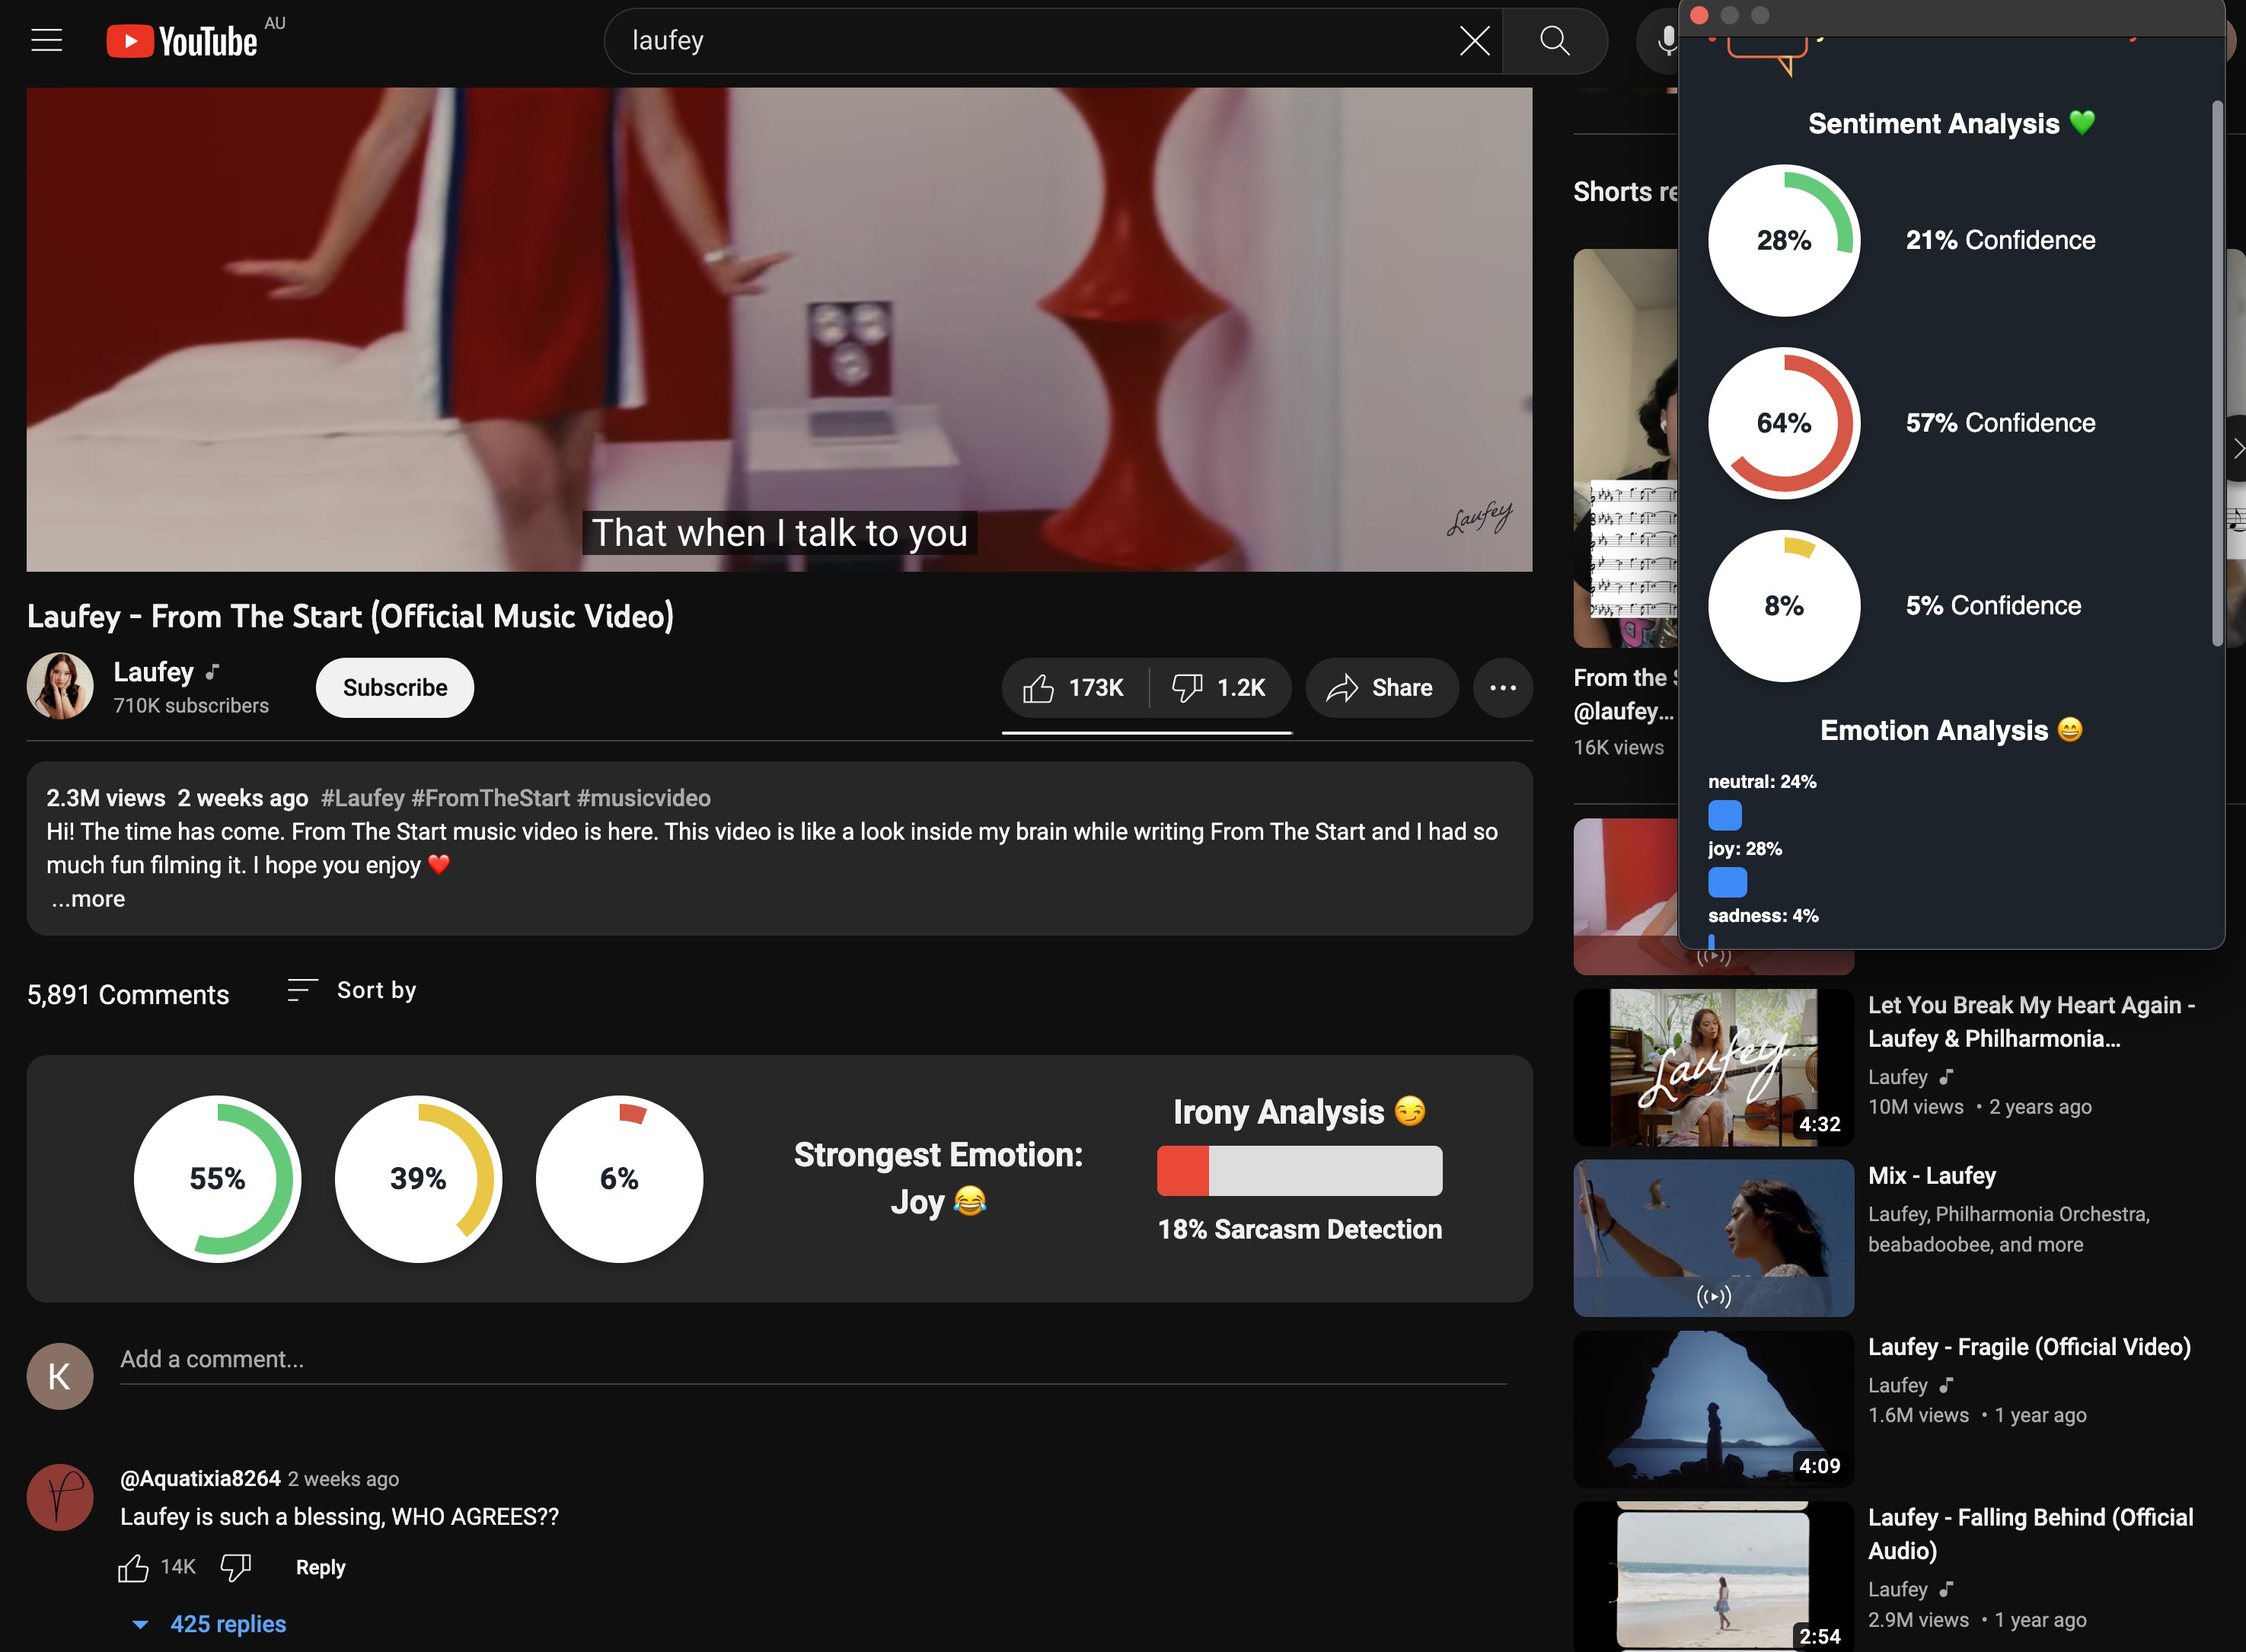 YouTube AU
laufey
That when I talk to you
Laufey
Laufey - From The Start (Official Music Video)
Laufey
710K subscribers
Subscribe
173K
1.2K
Share
2.3M views 2 weeks ago #Laufey #FromTheStart #musicvideo
Hi! The time has come. From The Start music video is here. This video is like a look inside my brain while writing From The Start and I had so
much fun filming it. I hope you enjoy ❤️
...more
5,891 Comments
Sort by
55%
39%
6%
Strongest Emotion:
Joy 😂
Irony Analysis 😏
18% Sarcasm Detection
K
Add a comment...
@Aquatixia8264 2 weeks ago
Laufey is such a blessing, WHO AGREES??
14K
Reply
425 replies
Sentiment Analysis 💚
28%
21% Confidence
64%
57% Confidence
8%
5% Confidence
Emotion Analysis 😄
neutral: 24%
joy: 28%
sadness: 4%
Shorts
From the
@laufey...
16K views
Laufey
4:32
Let You Break My Heart Again -
Laufey & Philharmonia...
Laufey
10M views • 2 years ago
Mix - Laufey
Laufey, Philharmonia Orchestra,
beabadoobee, and more
4:09
Laufey - Fragile (Official Video)
Laufey
1.6M views • 1 year ago
2:54
Laufey - Falling Behind (Official
Audio)
Laufey
2.9M views • 1 year ago